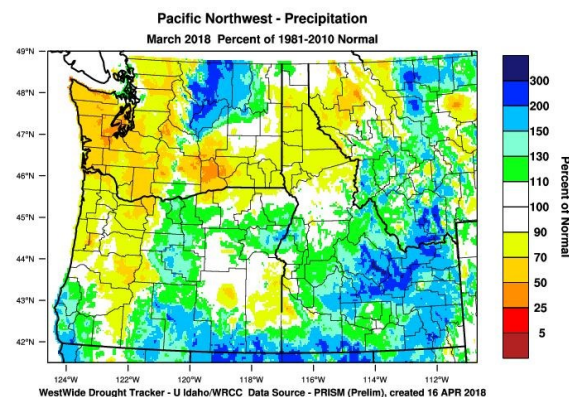 Pacific Northwest - Precipitation
March 2018 Percent of 1981-2010 Normal
49°N
48°N
47°N
46°N
45°N
44°N
43°N
42°N
124°W 122°W 120°W 118°W 116°W 114°W 112°W
300
200
150
130
110
100
90
70
50
25
5
Percent of Normal
WestWide Drought Tracker - U Idaho/WRCC Data Source - PRISM (Prelim), created 16 APR 2018